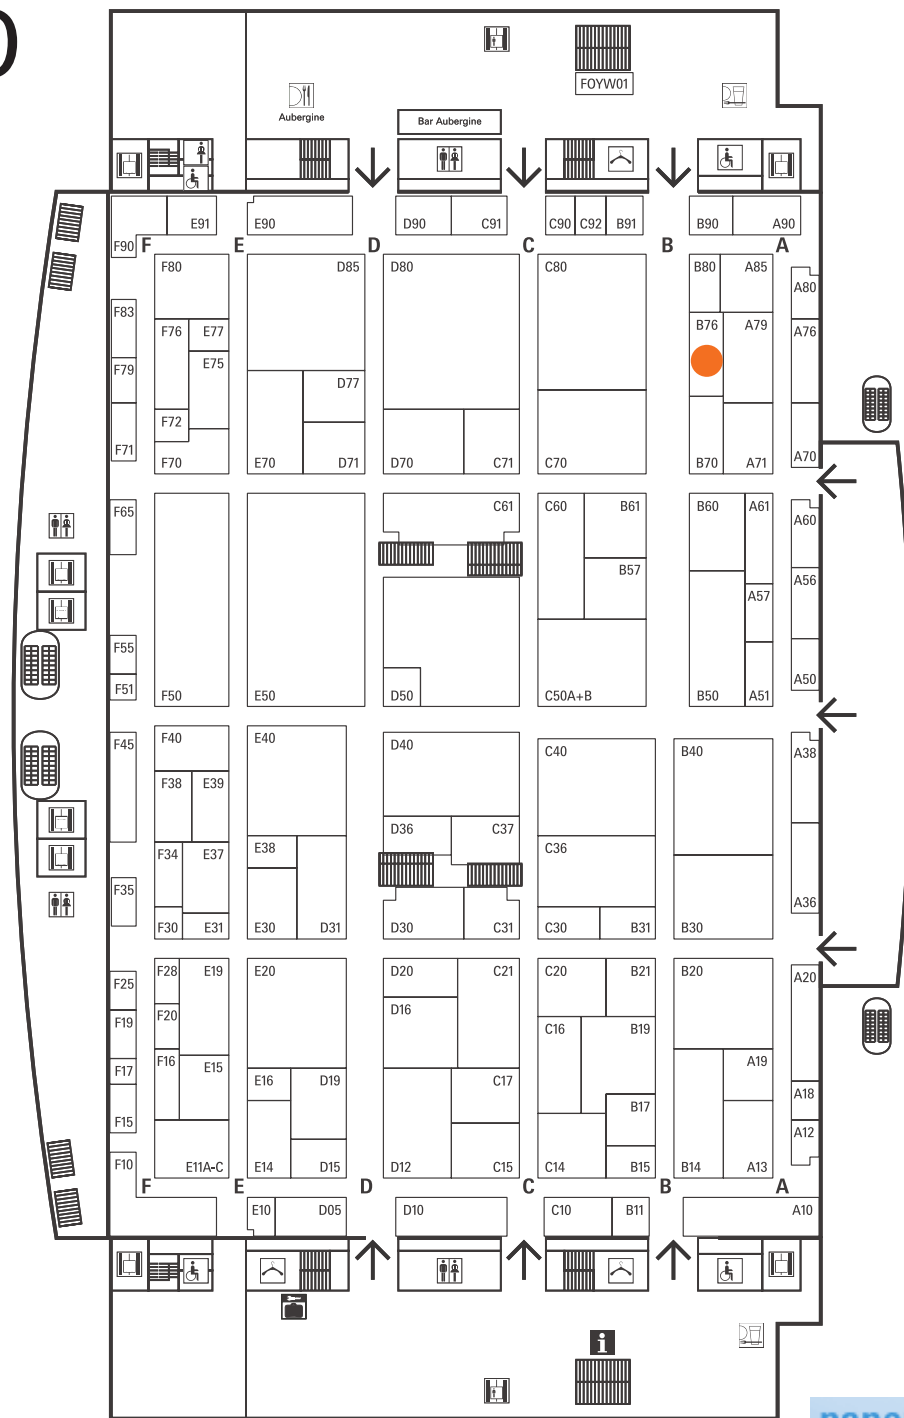 FOYW01
Aubergine
Bar Aubergine
E91 E90 D90 C91 C90 C92 B91 B90 A90
F90 F E D C B A
F80 D85 D80 C80 B80 A85 A80
F83 F76 E77 B76 A79 A76
F79 E75 D77
F72
F71 F70 E70 D71 D70 C71 C70 B70 A71 A70
F65 C61 C60 B61 B60 A61 A60
B57 A56
A57
F55
F51 F50 E50 D50 C50A+B B50 A51 A50
F45 F40 E40 D40 C40 B40 A38
F38 E39
D36 C37
F34 E37 E38 C36
F35 A36
F30 E31 E30 D31 D30 C31 C30 B31 B30
F28 E19 E20 D20 C21 C20 B21 B20 A20
F25
F20 D16
F19 C16 B19
F17 F16 E15 E16 D19 C17 A19
A18
F15 B17
A12
F10 E11A-C E14 D15 D12 C15 C14 B15 B14 A13
F E D C B A
E10 D05 D10 C10 B11 A10
i